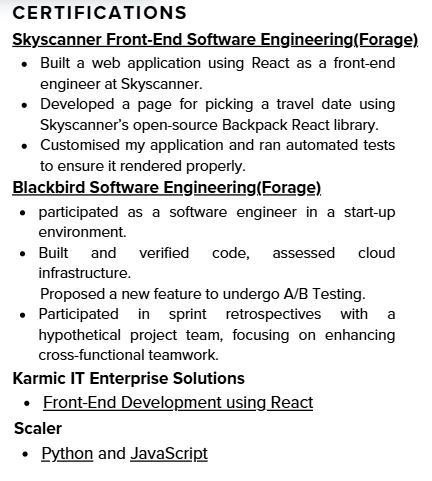 CERTIFICATIONS
Skyscanner Front-End Software Engineering(Forage)
• Built a web application using React as a front-end
engineer at Skyscanner.
• Developed a page for picking a travel date using
Skyscanner's open-source Backpack React library.
• Customised my application and ran automated tests
to ensure it rendered properly.
Blackbird Software Engineering(Forage)
• participated as a software engineer in a start-up
environment.
• Built and verified code, assessed cloud
infrastructure.
Proposed a new feature to undergo A/B Testing.
• Participated in sprint retrospectives with a
hypothetical project team, focusing on enhancing
cross-functional teamwork.
Karmic IT Enterprise Solutions
• Front-End Development using React
Scaler
• Python and JavaScript